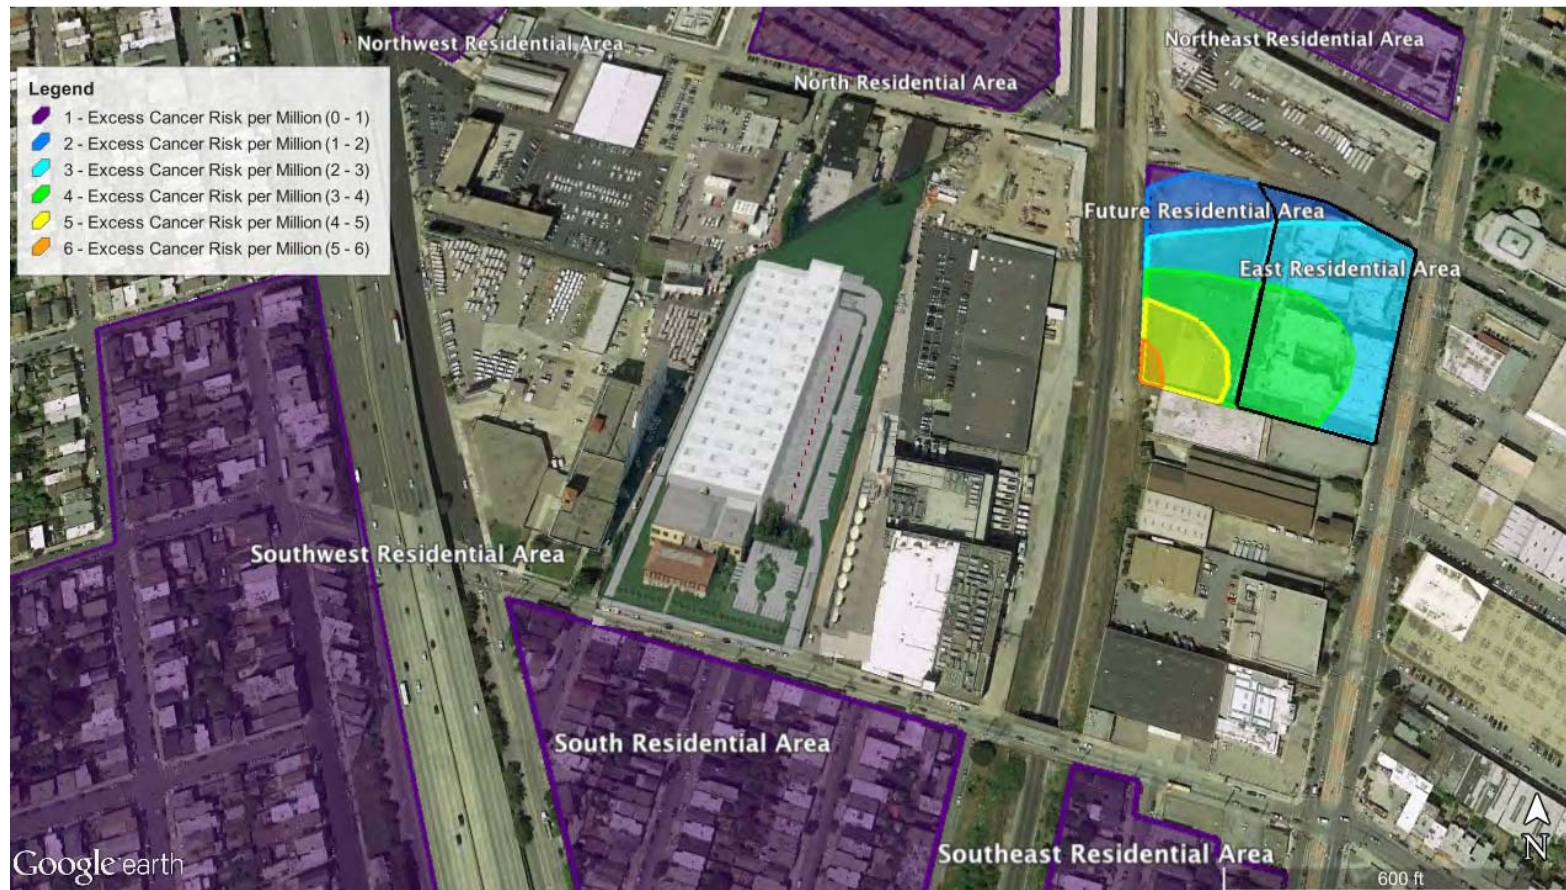 Northwest Residential Area
North Residential Area
Northeast Residential Area
Legend
1 - Excess Cancer Risk per Million (0 - 1)
2 - Excess Cancer Risk per Million (1 - 2)
3 - Excess Cancer Risk per Million (2 - 3)
4 - Excess Cancer Risk per Million (3 - 4)
5 - Excess Cancer Risk per Million (4 - 5)
6 - Excess Cancer Risk per Million (5 - 6)
Future Residential Area
East Residential Area
Southwest Residential Area
South Residential Area
Southeast Residential Area
Google earth
N
600 ft